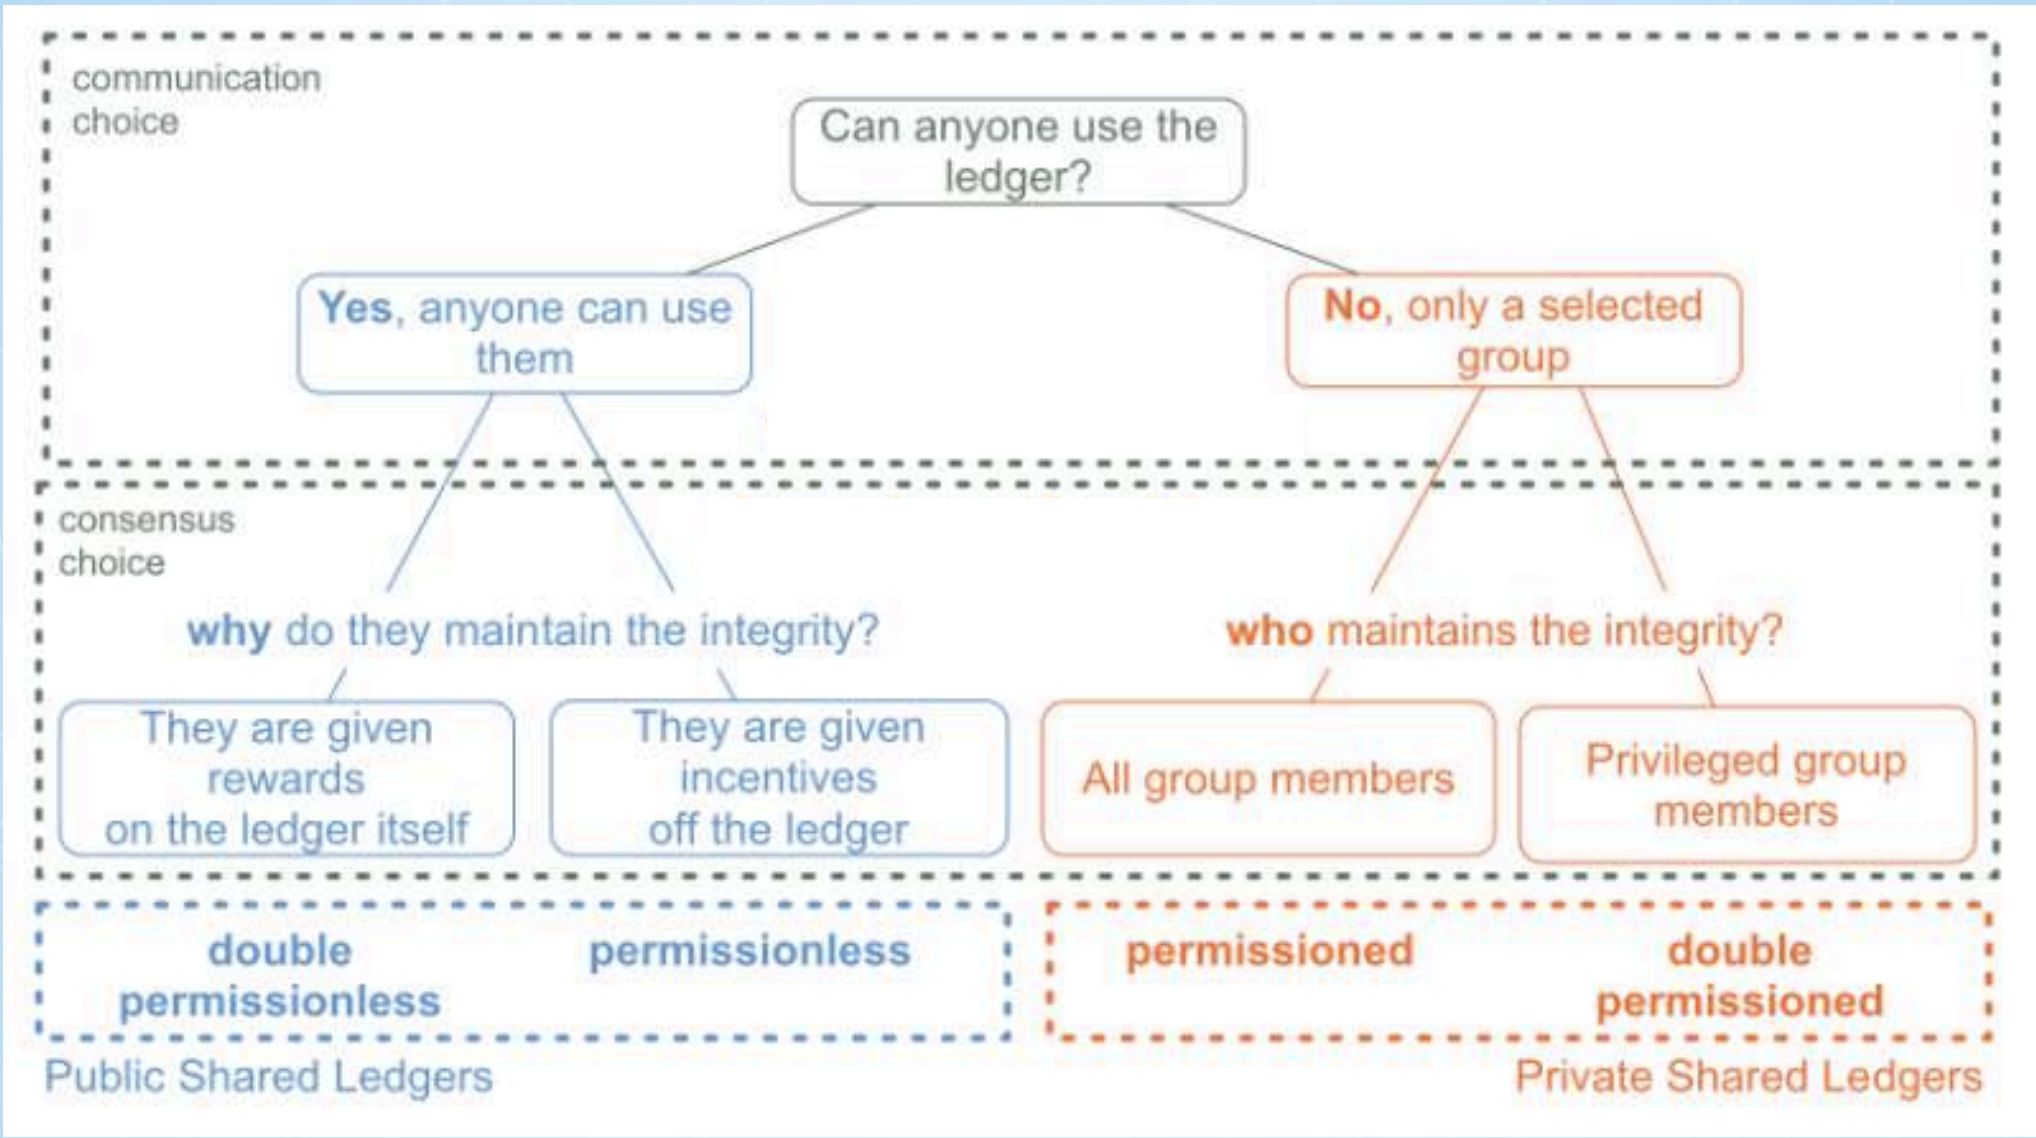 communication
choice
Can anyone use the
ledger?
Yes, anyone can use
them
No, only a selected
group
consensus
choice
why do they maintain the integrity?
who maintains the integrity?
They are given
rewards
on the ledger itself
They are given
incentives
off the ledger
All group members
Privileged group
members
double
permissionless
permissionless
permissioned
double
permissioned
Public Shared Ledgers
Private Shared Ledgers